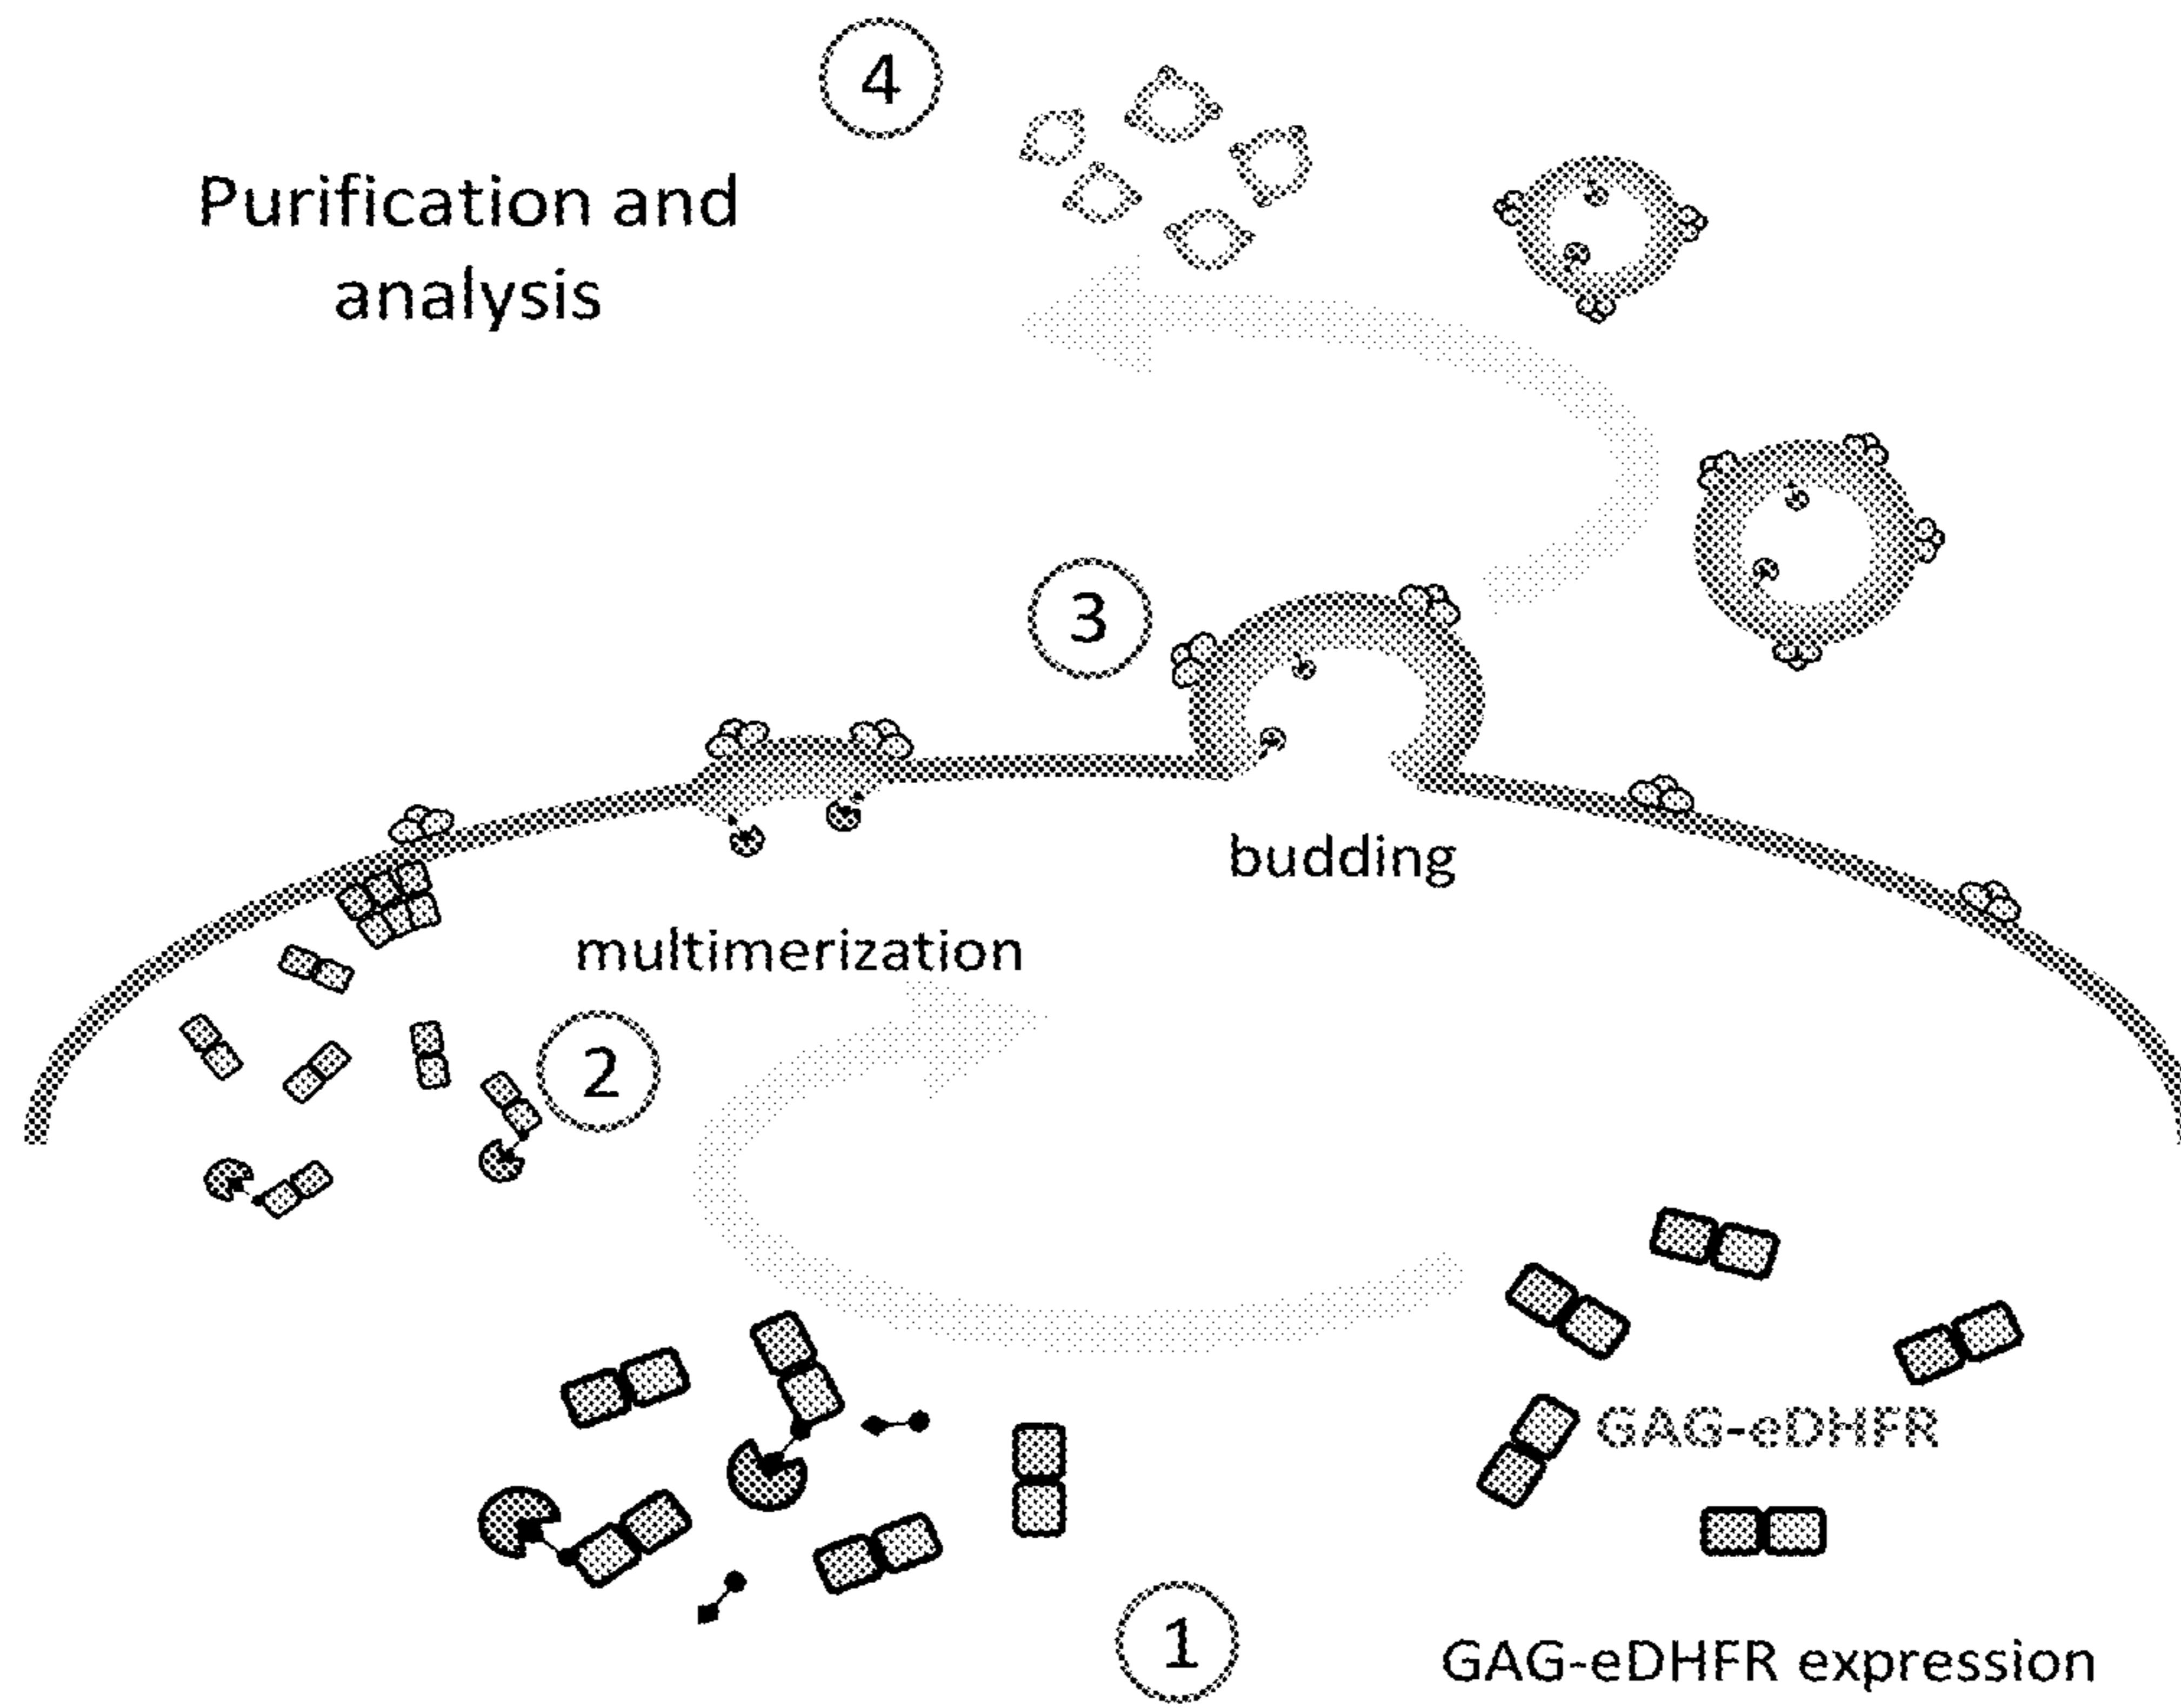 4
Purification and
analysis
3
budding
multimerization
2
GAG-eDHFR
1
GAG-eDHFR expression